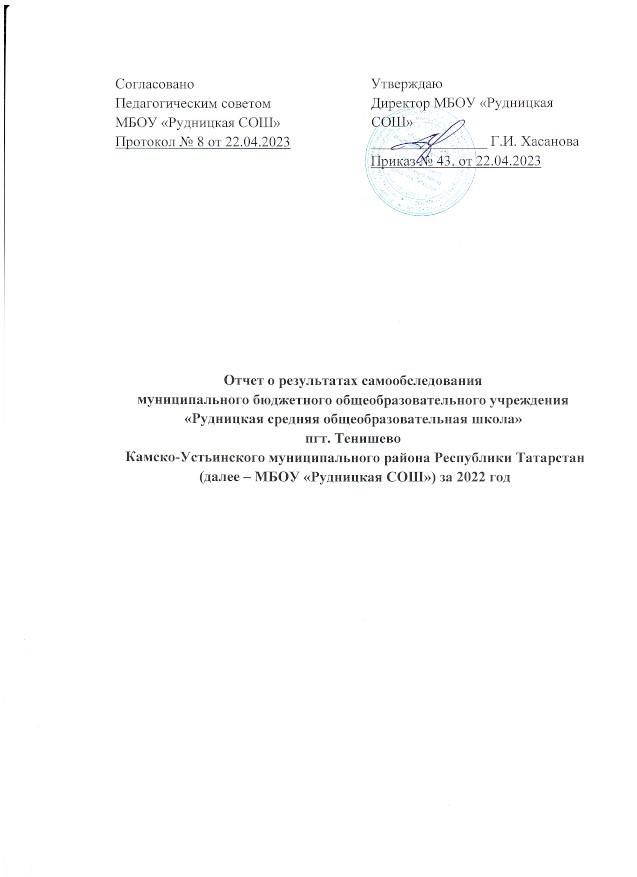 Согласовано
Педагогическим советом
МБОУ «Рудницкая СОШ»
Протокол № 8 от 22.04.2023
Утверждаю
Директор МБОУ «Рудницкая
СОШ»
________________ Г.И. Хасанова
Приказ № 43. от 22.04.2023
Отчет о результатах самообследования
муниципального бюджетного общеобразовательного учреждения
«Рудницкая средняя общеобразовательная школа»
пгт. Тенишево
Камско-Устьинского муниципального района Республики Татарстан
(далее – МБОУ «Рудницкая СОШ») за 2022 год